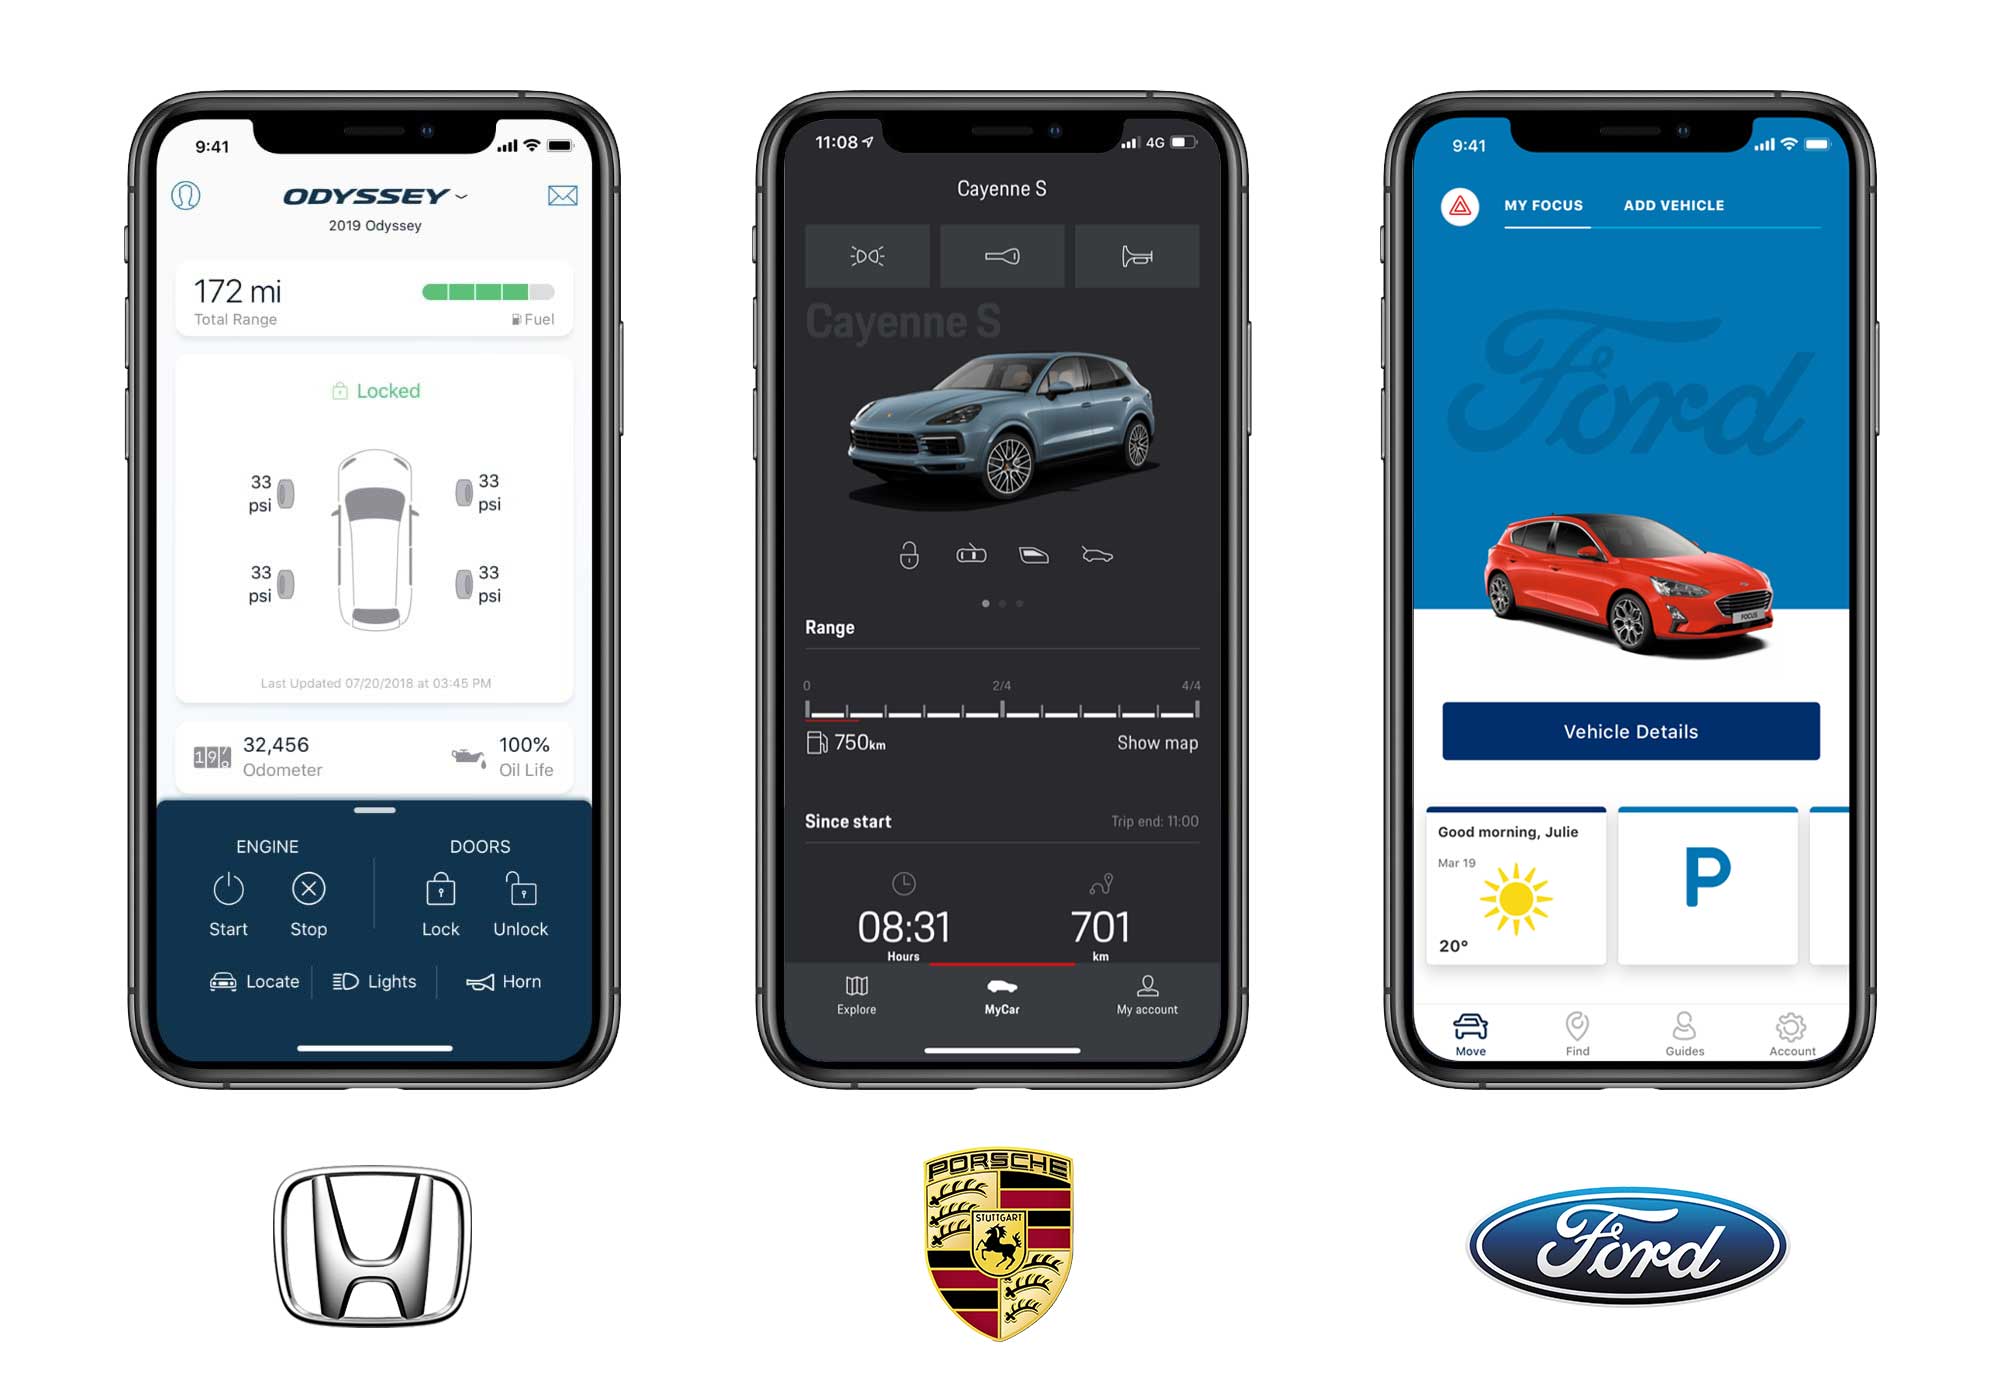 9:41
ODYSSEY
2019 Odyssey
172 mi
Total Range
Fuel
Locked
33
psi
33
psi
33
psi
33
psi
Last Updated 07/20/2018 at 03:45 PM
32,456
Odometer
100%
Oil Life
ENGINE
DOORS
Start
Stop
Lock
Unlock
Locate
Lights
Horn
11:08
4G
Cayenne S
Cayenne S
Range
0
2/4
4/4
750km
Show map
Since start
Trip end: 11:00
08:31
Hours
701
km
Explore
MyCar
My account
PORSCHE
STUTTGART
9:41
MY FOCUS
ADD VEHICLE
Ford
FOCUS
Vehicle Details
Good morning, Julie
Mar 19
20°
P
Move
Find
Guides
Account
Ford